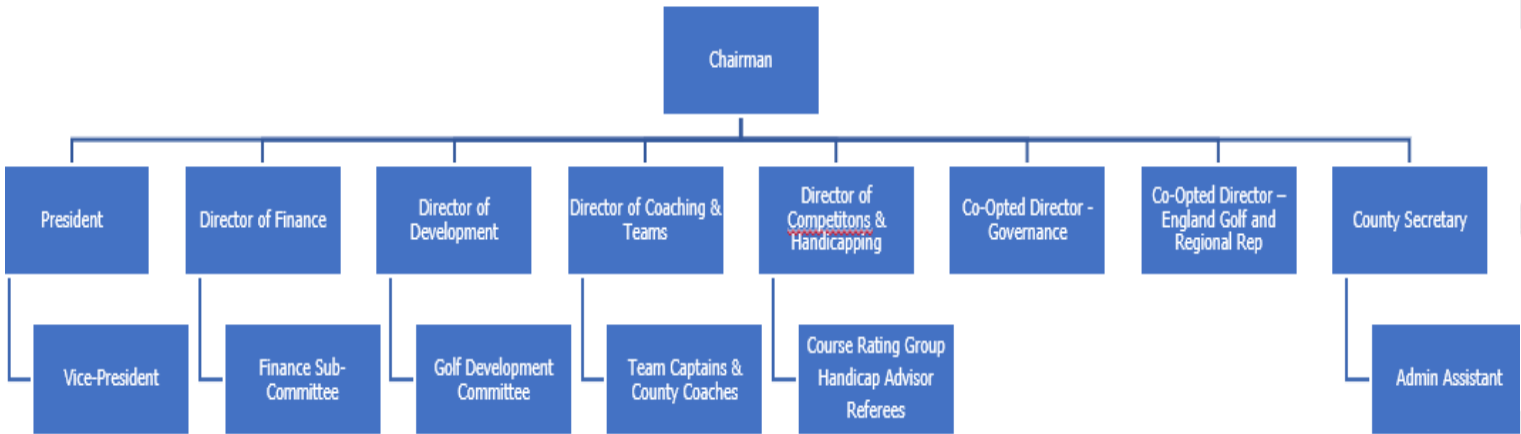 Chairman
President
Director of Finance
Director of
Development
Director of Coaching &
Teams
Director of
Competitons &
Handicapping
Co-Opted Director -
Governance
Co-Opted Director –
England Golf and
Regional Rep
County Secretary
Vice-President
Finance Sub-
Committee
Golf Development
Committee
Team Captains &
County Coaches
Course Rating Group
Handicap Advisor
Referees
Admin Assistant